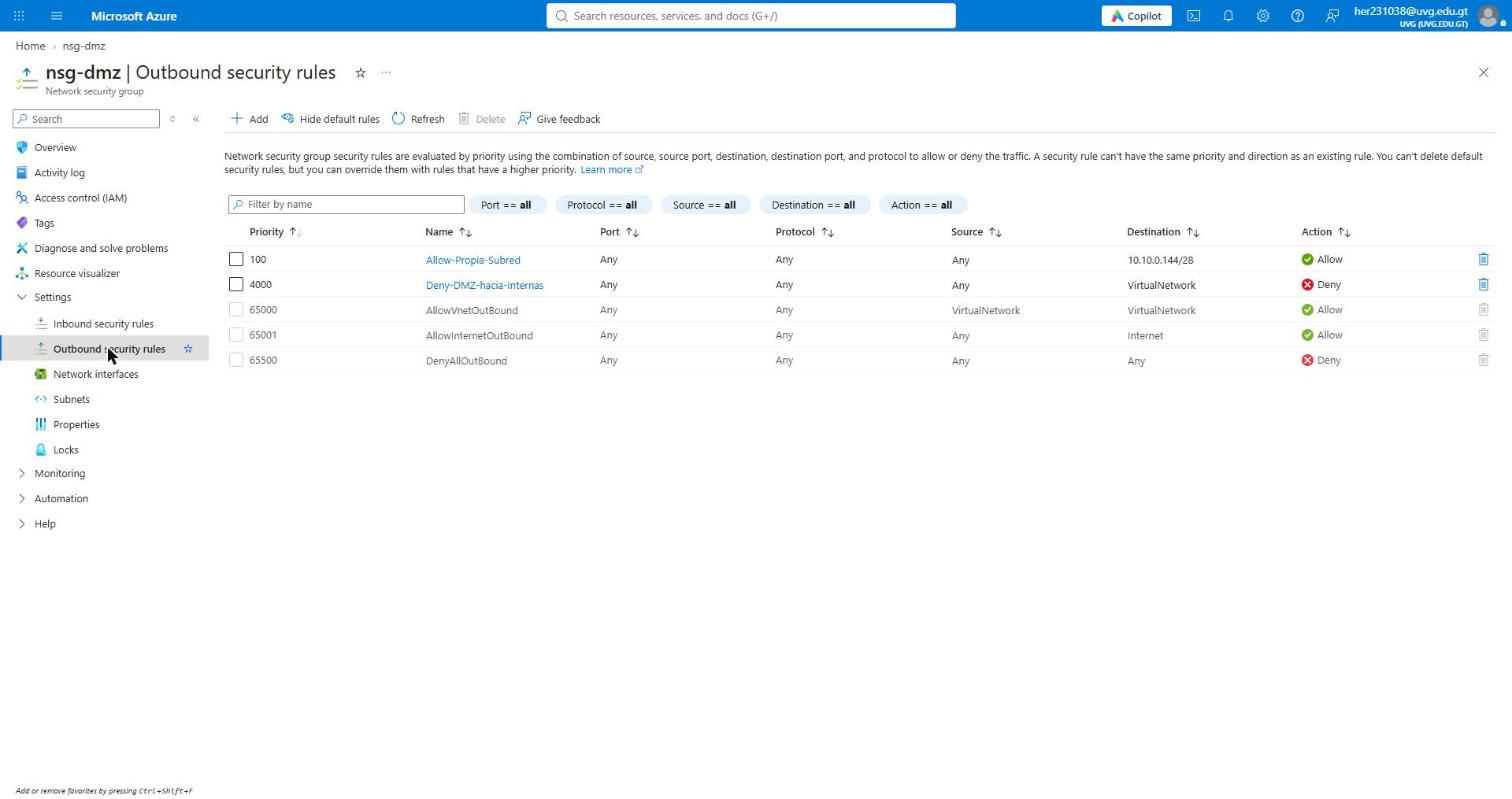 Microsoft Azure
Search resources, services, and docs (G+/)
Copilot
her231038@uvg.edu.gt
UVG (UVG.EDU.GT)
Home › nsg-dmz
nsg-dmz | Outbound security rules
Network security group
Search
Add
Hide default rules
Refresh
Delete
Give feedback
Overview
Activity log
Access control (IAM)
Tags
Diagnose and solve problems
Resource visualizer
Settings
Inbound security rules
Outbound security rules
Network interfaces
Subnets
Properties
Locks
Monitoring
Automation
Help
Network security group security rules are evaluated by priority using the combination of source, source port, destination, destination port, and protocol to allow or deny the traffic. A security rule can't have the same priority and direction as an existing rule. You can't delete default
security rules, but you can override them with rules that have a higher priority. Learn more
Filter by name
Port == all
Protocol == all
Source == all
Destination == all
Action == all
Priority Name Port Protocol Source Destination Action
100 Allow-Propia-Subred Any Any Any 10.10.0.144/28 Allow
4000 Deny-DMZ-hacia-Internas Any Any Any VirtualNetwork Deny
65000 AllowVnetOutBound Any Any VirtualNetwork VirtualNetwork Allow
65001 AllowInternetOutBound Any Any Any Internet Allow
65500 DenyAllOutBound Any Any Any Any Deny
Add or remove favorites by pressing Ctrl+Shift+F